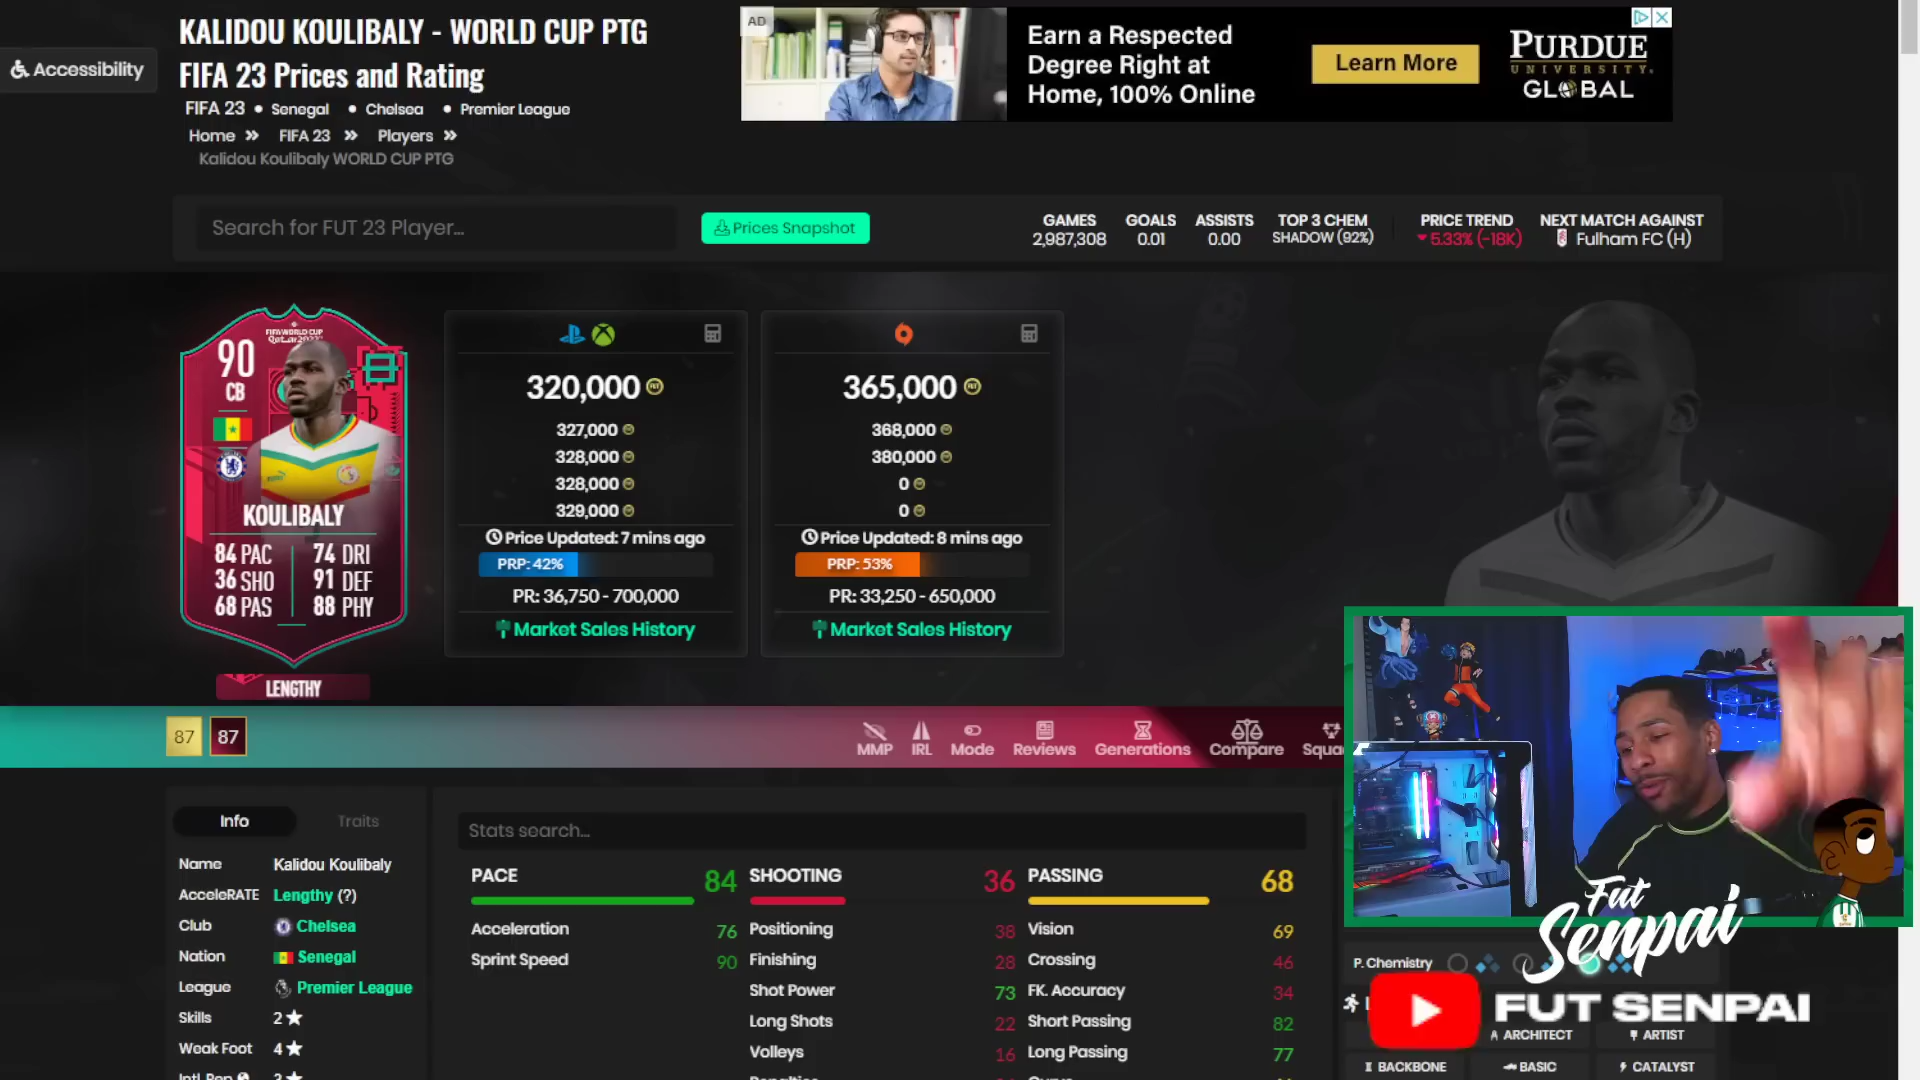 KALIDOU KOULIBALY - WORLD CUP PTG
FIFA 23 Prices and Rating
FIFA 23 • Senegal • Chelsea • Premier League
Home » FIFA 23 » Players »
Kalidou Koulibaly WORLD CUP PTG
Accessibility
AD
Earn a Respected
Degree Right at
Home, 100% Online
Learn More
PURDUE
UNIVERSITY
GLOBAL
Search for FUT 23 Player...
Prices Snapshot
GAMES
2,987,308
GOALS
0.01
ASSISTS
0.00
TOP 3 CHEM
SHADOW (92%)
PRICE TREND
5.33% (-18K)
NEXT MATCH AGAINST
Fulham FC (H)
FIFA WORLD CUP
Qatar2022
90
CB
KOULIBALY
84 PAC 74 DRI
36 SHO 91 DEF
68 PAS 88 PHY
LENGTHY
320,000
327,000
328,000
328,000
329,000
Price Updated: 7 mins ago
PRP: 42%
PR: 36,750 - 700,000
Market Sales History
365,000
368,000
380,000
0
0
Price Updated: 8 mins ago
PRP: 53%
PR: 33,250 - 650,000
Market Sales History
87 87
MMP IRL Mode Reviews Generations Compare Squa
Info Traits
Name Kalidou Koulibaly
AcceleRATE Lengthy (?)
Club Chelsea
Nation Senegal
League Premier League
Skills 2★
Weak Foot 4★
Stats search...
PACE 84
Acceleration 76
Sprint Speed 90
SHOOTING 36
Positioning 38
Finishing 28
Shot Power 73
Long Shots 22
Volleys 16
PASSING 68
Vision 69
Crossing 46
FK. Accuracy 34
Short Passing 82
Long Passing 77
P. Chemistry
Fut
Senpai
FUT SENPAI
ARCHITECT ARTIST
BACKBONE BASIC CATALYST